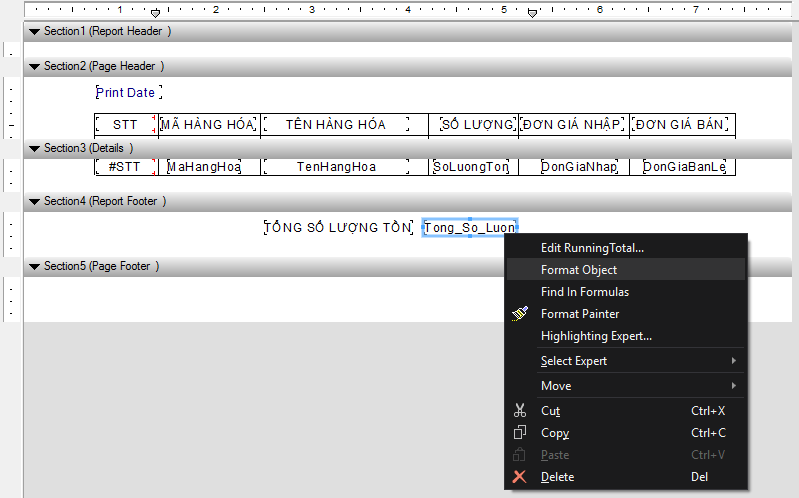 1 2 3 4 5 6 7
Section1 (Report Header )
Section2 (Page Header )
Print Date
STT MÃ HÀNG HÓA TÊN HÀNG HÓA SỐ LƯỢNG ĐƠN GIÁ NHẬP ĐƠN GIÁ BÁN
Section3 (Details )
#STT MaHangHoa TenHangHoa SoLuongTon DonGiaNhap DonGiaBanLe
Section4 (Report Footer )
TỔNG SỐ LƯỢNG TỒN Tong_So_Luon
Section5 (Page Footer )
Edit RunningTotal...
Format Object
Find In Formulas
Format Painter
Highlighting Expert...
Select Expert
Move
Cut Ctrl+X
Copy Ctrl+C
Paste Ctrl+V
Delete Del